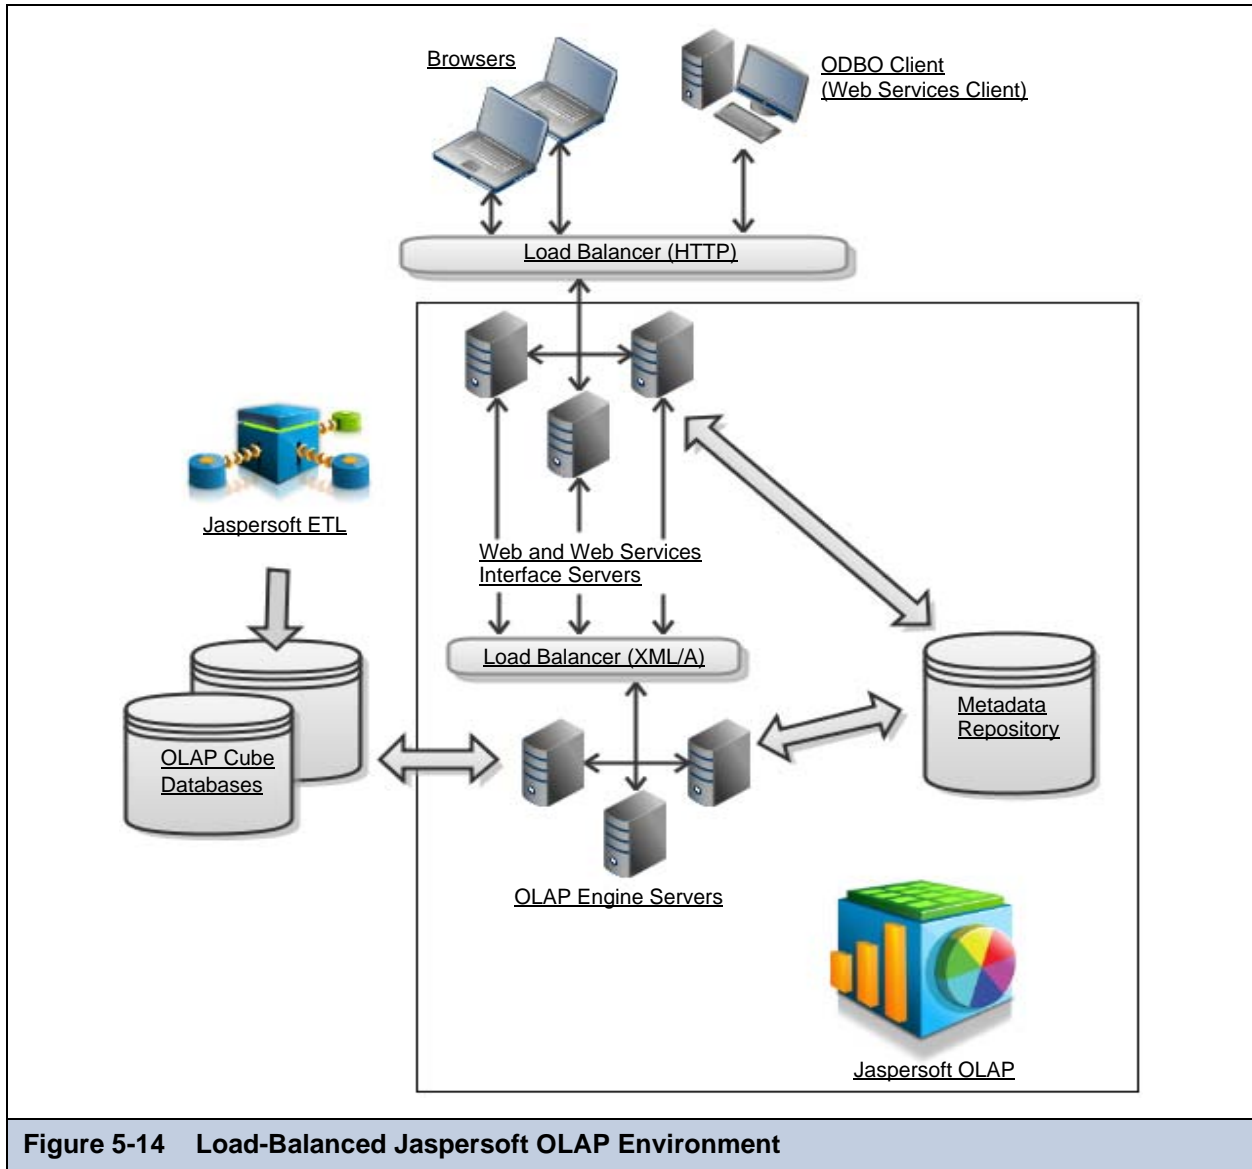 Browsers
ODBO Client
(Web Services Client)
Load Balancer (HTTP)
Jaspersoft ETL
Web and Web Services
Interface Servers
Load Balancer (XML/A)
Metadata
Repository
OLAP Cube
Databases
OLAP Engine Servers
Jaspersoft OLAP
Figure 5-14 Load-Balanced Jaspersoft OLAP Environment